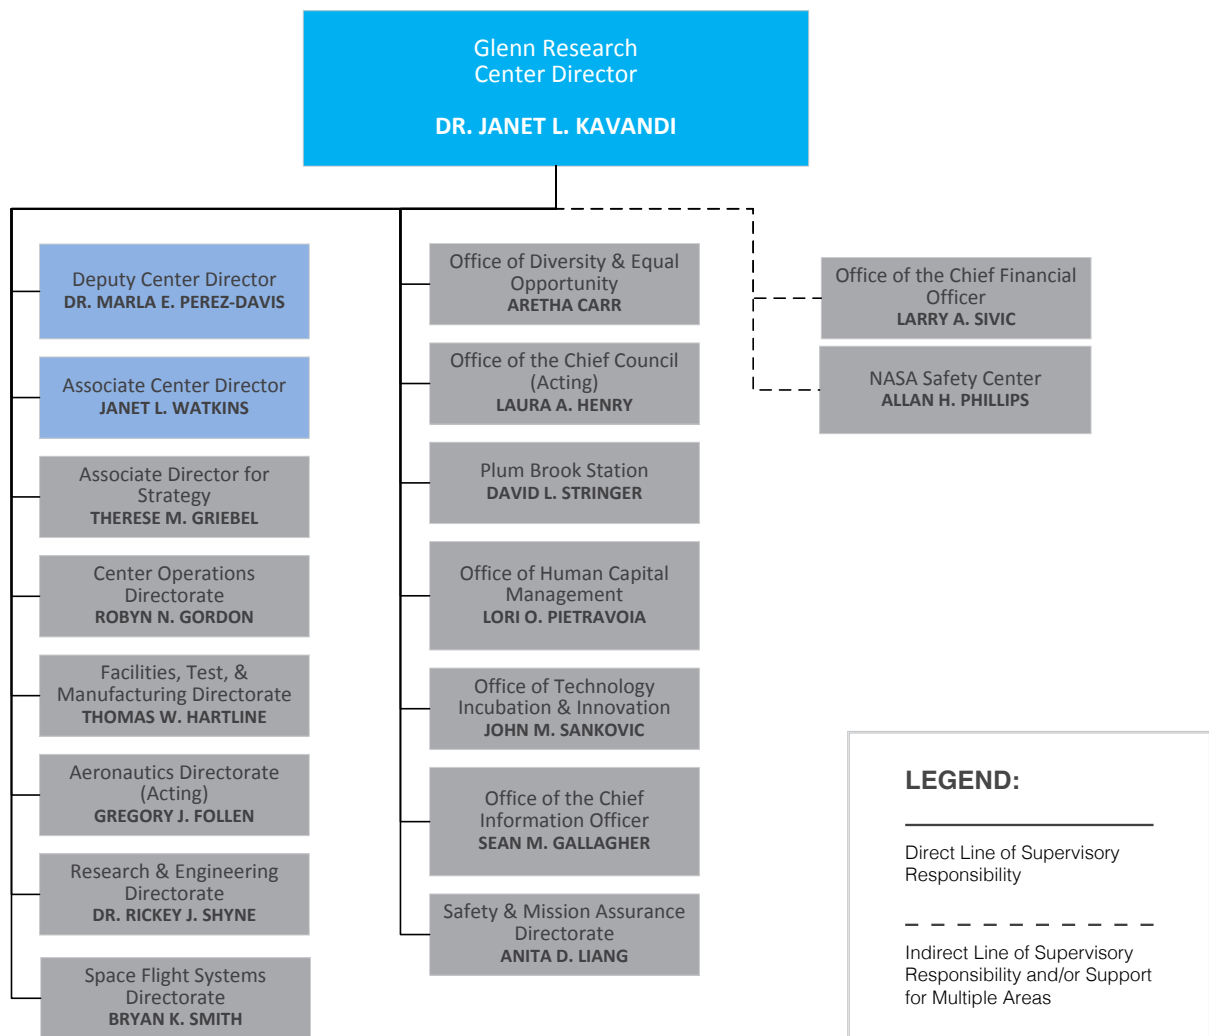 Glenn Research
Center Director
DR. JANET L. KAVANDI
Deputy Center Director
DR. MARLA E. PEREZ-DAVIS
Associate Center Director
JANET L. WATKINS
Associate Director for
Strategy
THERESE M. GRIEBEL
Center Operations
Directorate
ROBYN N. GORDON
Facilities, Test, &
Manufacturing Directorate
THOMAS W. HARTLINE
Aeronautics Directorate
(Acting)
GREGORY J. FOLLEN
Research & Engineering
Directorate
DR. RICKEY J. SHYNE
Space Flight Systems
Directorate
BRYAN K. SMITH
Office of Diversity & Equal
Opportunity
ARETHA CARR
Office of the Chief Council
(Acting)
LAURA A. HENRY
Plum Brook Station
DAVID L. STRINGER
Office of Human Capital
Management
LORI O. PIETRAVOIA
Office of Technology
Incubation & Innovation
JOHN M. SANKOVIC
Office of the Chief
Information Officer
SEAN M. GALLAGHER
Safety & Mission Assurance
Directorate
ANITA D. LIANG
Office of the Chief Financial
Officer
LARRY A. SIVIC
NASA Safety Center
ALLAN H. PHILLIPS
LEGEND:
Direct Line of Supervisory
Responsibility
Indirect Line of Supervisory
Responsibility and/or Support
for Multiple Areas